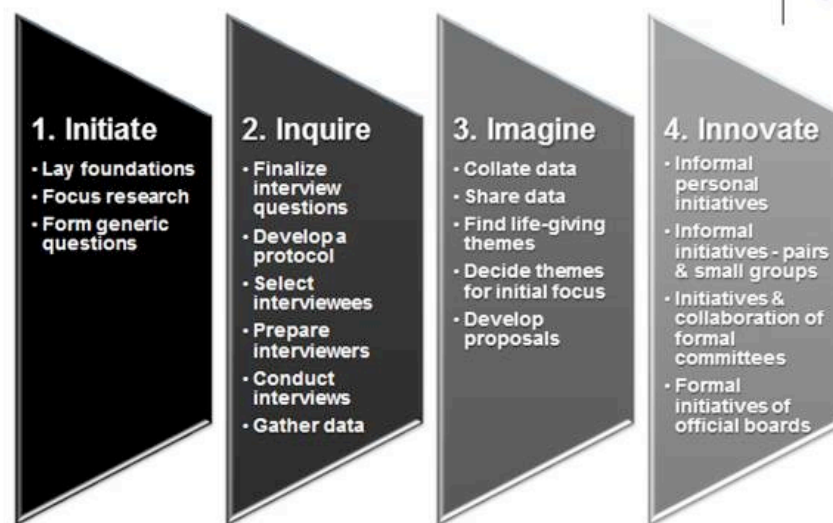 1. Initiate
• Lay foundations
• Focus research
• Form generic
questions
2. Inquire
• Finalize
interview
questions
• Develop a
protocol
• Select
interviewees
• Prepare
interviewers
• Conduct
interviews
• Gather data
3. Imagine
• Collate data
• Share data
• Find life-giving
themes
• Decide themes
for initial focus
• Develop
proposals
4. Innovate
• Informal
personal
initiatives
• Informal
initiatives - pairs
& small groups
• Initiatives &
collaboration of
formal
committees
• Formal
initiatives of
official boards